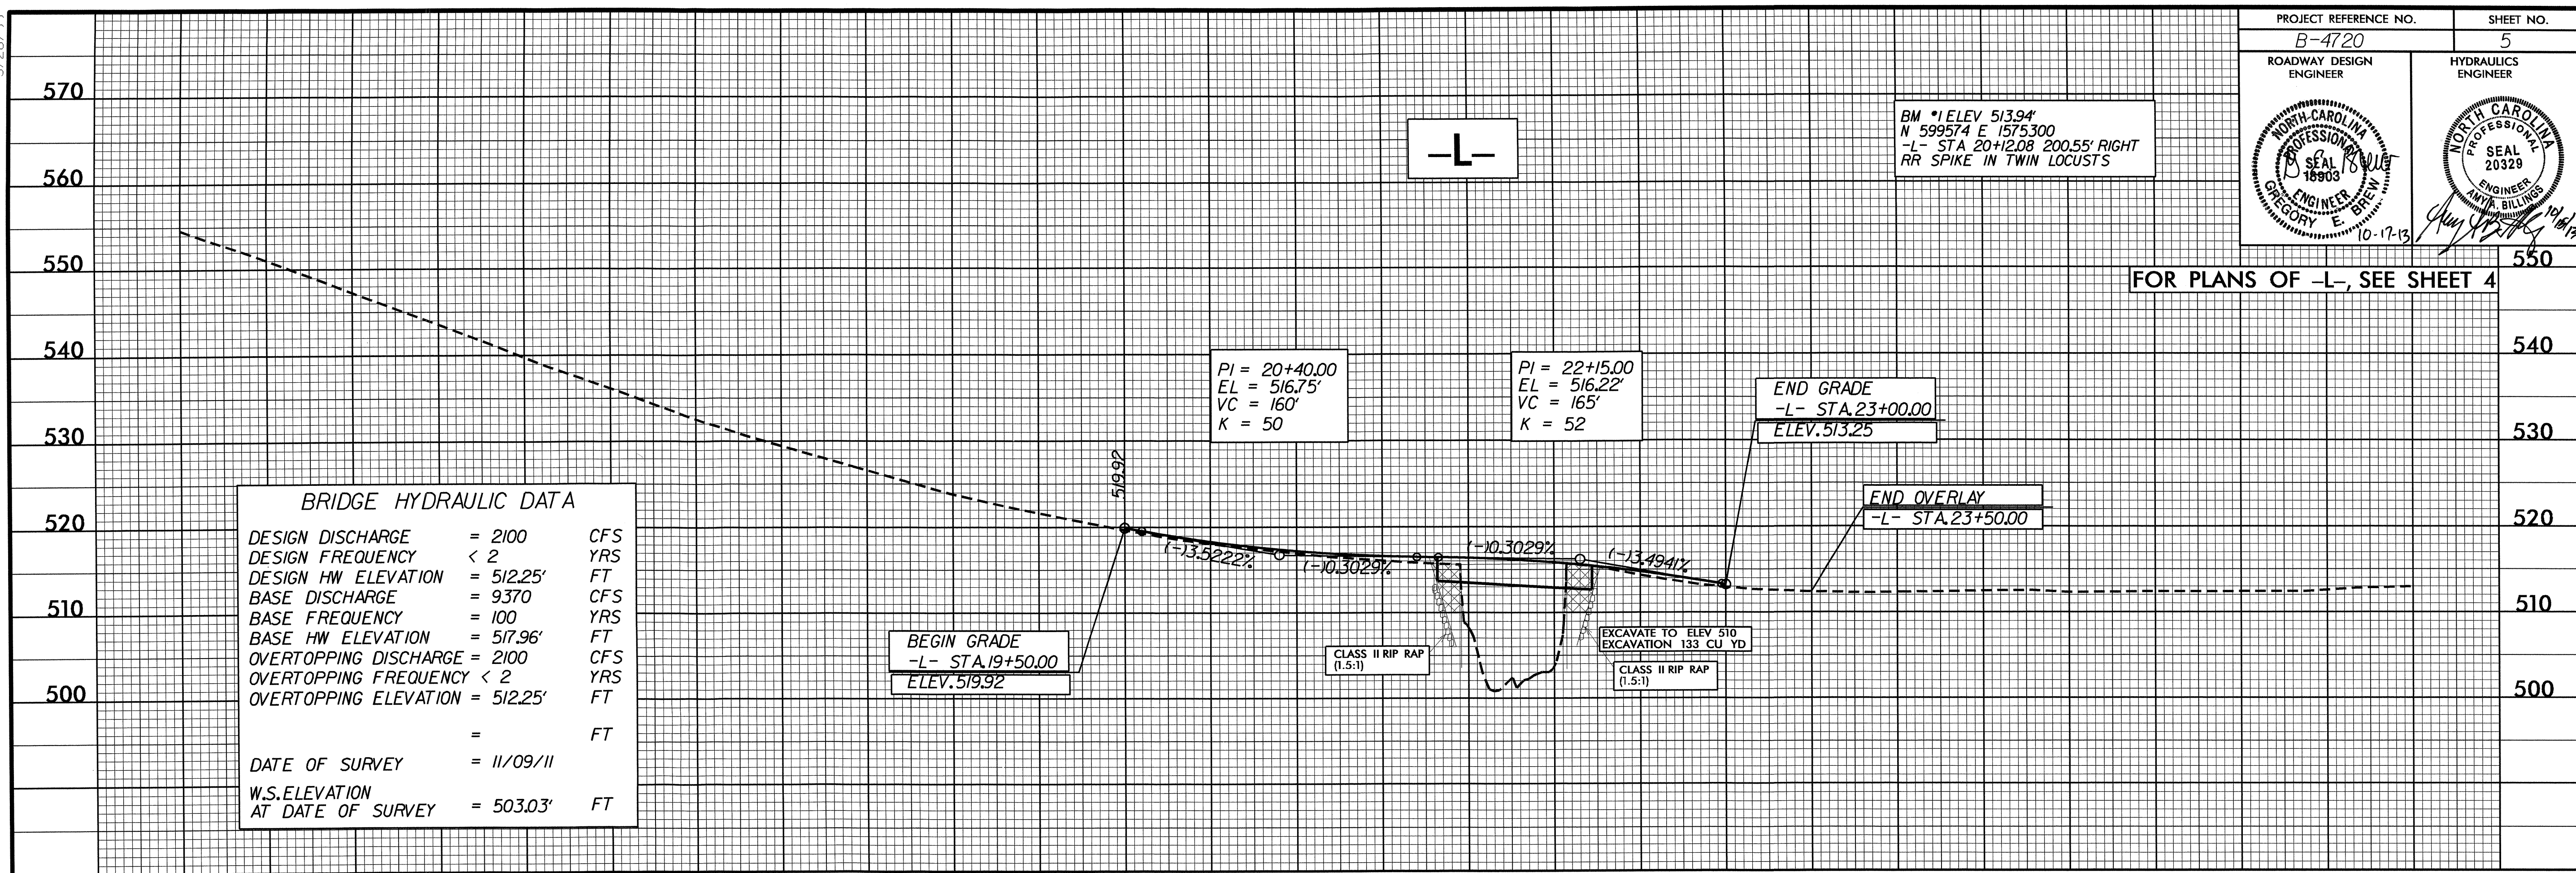 PROJECT REFERENCE NO.
SHEET NO.
B-4720
5
ROADWAY DESIGN
ENGINEER
HYDRAULICS
ENGINEER
NORTH CAROLINA
PROFESSIONAL
SEAL
18903
ENGINEER
GREGORY E. BREW
10-17-13
NORTH CAROLINA
PROFESSIONAL
SEAL
20329
ENGINEER
AMY A. BILLINGS
BM #1 ELEV 513.94'
N 599574 E 1575300
-L- STA 20+12.08 200.55' RIGHT
RR SPIKE IN TWIN LOCUSTS
–L–
FOR PLANS OF –L–, SEE SHEET 4
570
560
550
540
530
520
510
500
550
540
530
520
510
500
PI = 20+40.00
EL = 516.75'
VC = 160'
K = 50
PI = 22+15.00
EL = 516.22'
VC = 165'
K = 52
END GRADE
-L- STA.23+00.00
ELEV.513.25
END OVERLAY
-L- STA.23+50.00
519.92
(-)3.5222%
(-)0.3029%
(-)0.3029%
(-)3.4941%
BEGIN GRADE
-L- STA.19+50.00
ELEV.519.92
CLASS II RIP RAP
(1.5:1)
EXCAVATE TO ELEV 510
EXCAVATION 133 CU YD
CLASS II RIP RAP
(1.5:1)
BRIDGE HYDRAULIC DATA
DESIGN DISCHARGE = 2100 CFS
DESIGN FREQUENCY < 2 YRS
DESIGN HW ELEVATION = 512.25' FT
BASE DISCHARGE = 9370 CFS
BASE FREQUENCY = 100 YRS
BASE HW ELEVATION = 517.96' FT
OVERTOPPING DISCHARGE = 2100 CFS
OVERTOPPING FREQUENCY < 2 YRS
OVERTOPPING ELEVATION = 512.25' FT
= FT
DATE OF SURVEY = 11/09/11
W.S.ELEVATION
AT DATE OF SURVEY = 503.03' FT